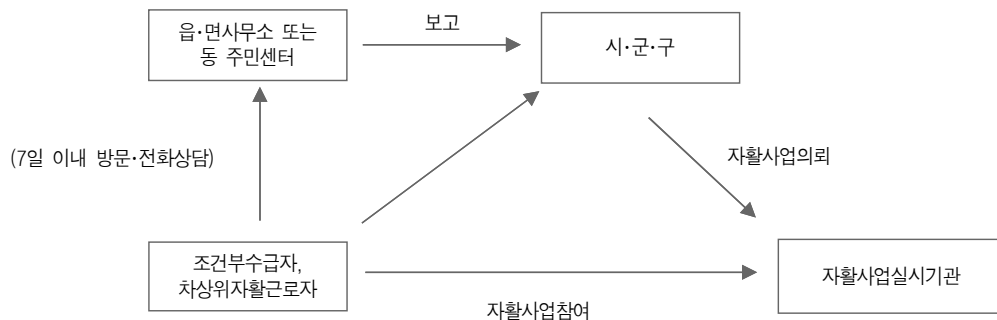 읍·면사무소 또는
동 주민센터
보고
시·군·구
(7일 이내 방문·전화상담)
자활사업의뢰
조건부수급자,
차상위자활근로자
자활사업실시기관
자활사업참여